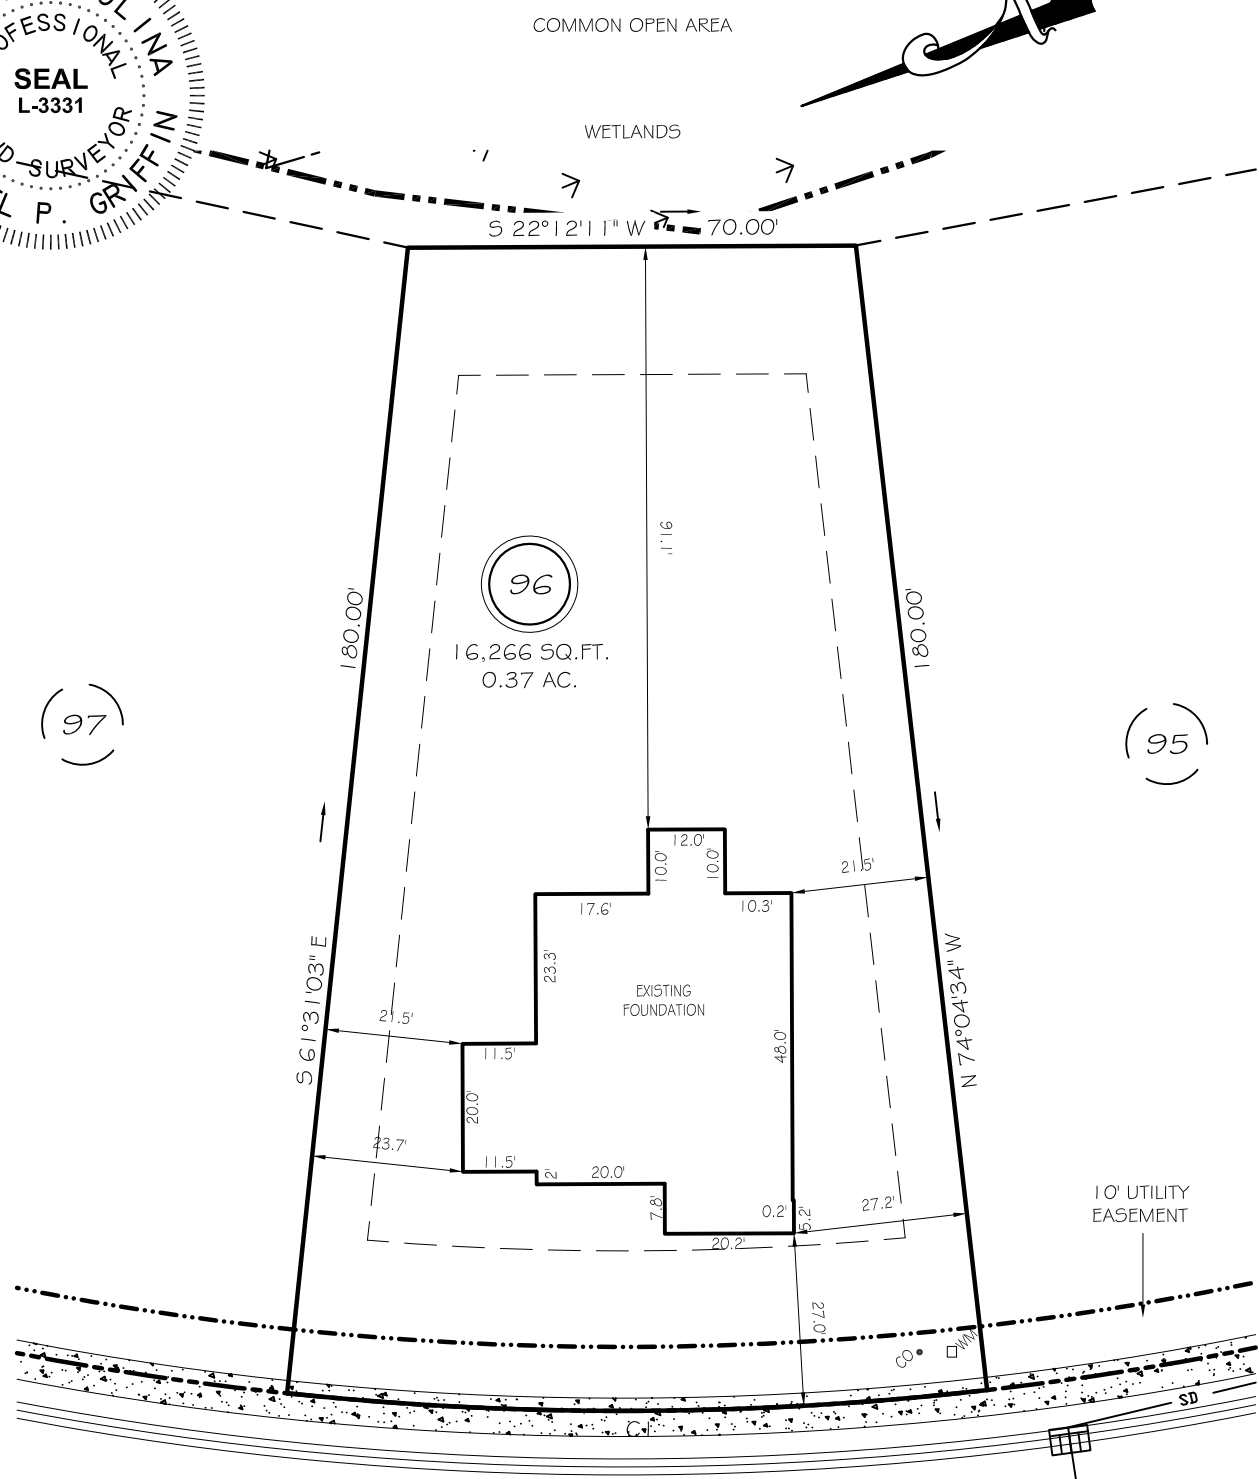 COMMON OPEN AREA
SEAL
L-3331
SURVEYOR
P. GRIFFIN
WETLANDS
S 22°12'11" W 70.00'
91.1'
96
16,266 SQ.FT.
0.37 AC.
180.00'
180.00'
97
95
12.0'
10.0'
10.0'
21.5'
17.6'
10.3'
23.3'
EXISTING
FOUNDATION
S 61°31'03" E
N 74°04'34" W
21.5'
11.5'
48.0'
20.0'
23.7'
11.5'
2'
20.0'
7.8'
0.2'
5.2'
27.2'
20.2'
10' UTILITY
EASEMENT
27.0'
CO
WM
SD
C1